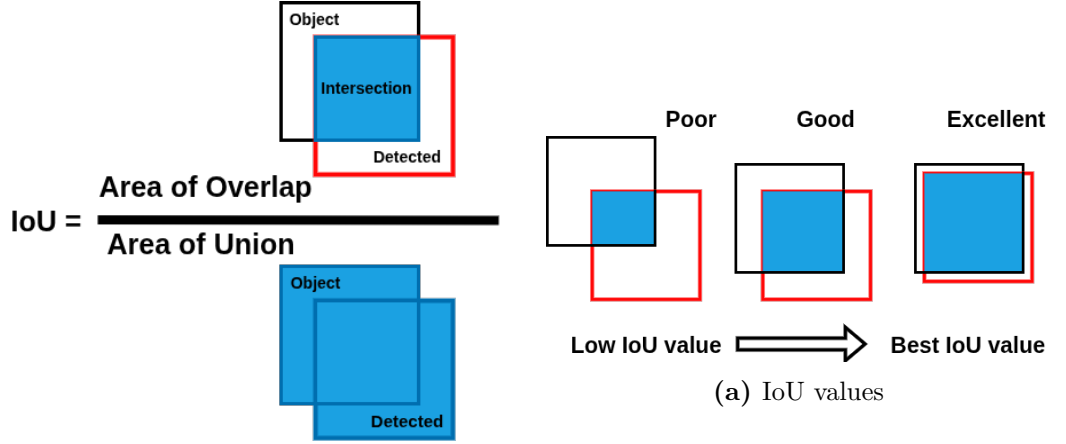 Object
Intersection
Detected
Area of Overlap
IoU =
Area of Union
Object
Detected
Poor Good Excellent
Low IoU value Best IoU value
(a) IoU values